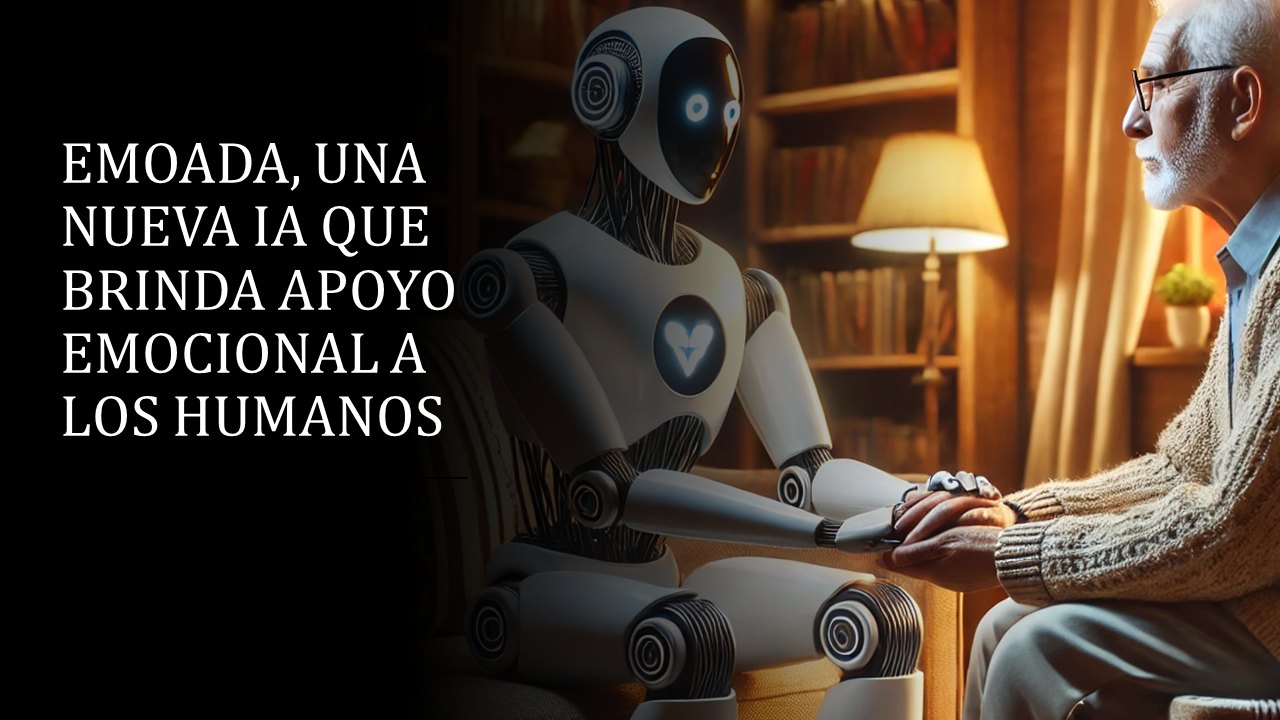 EMOADA, UNA
NUEVA IA QUE
BRINDA APOYO
EMOCIONAL A
LOS HUMANOS